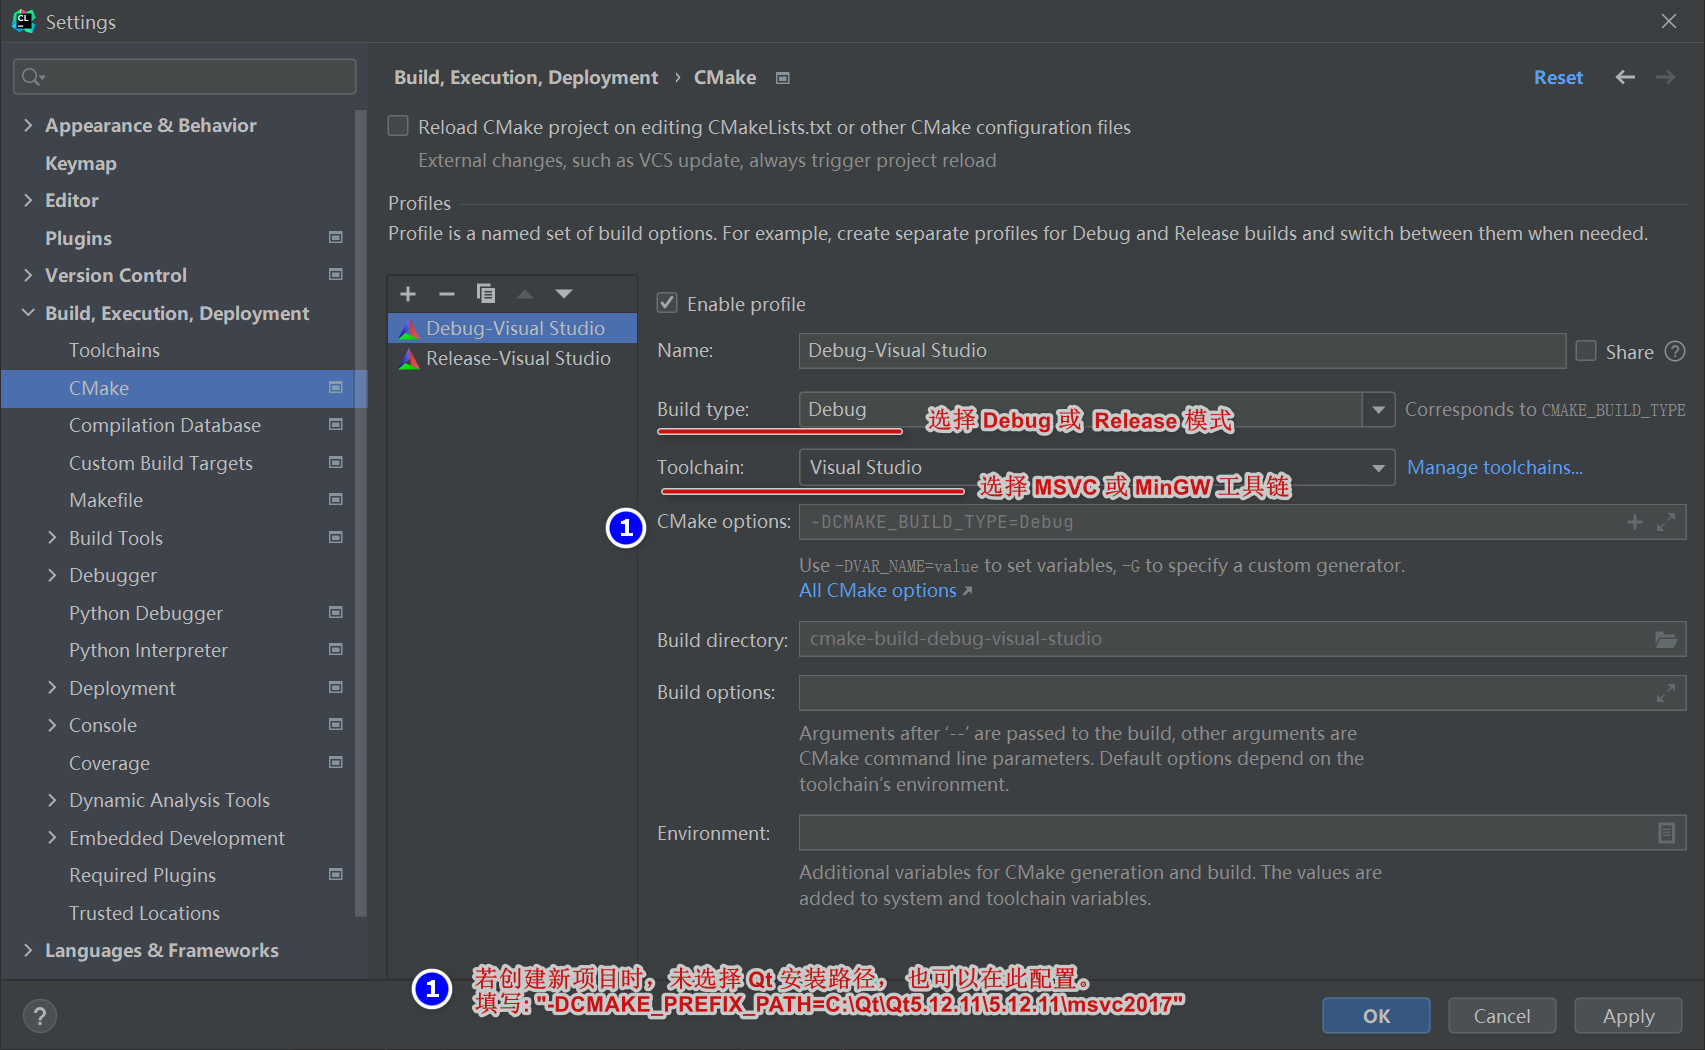 Settings
Build, Execution, Deployment › CMake
Reset
Reload CMake project on editing CMakeLists.txt or other CMake configuration files
External changes, such as VCS update, always trigger project reload
Appearance & Behavior
Keymap
Editor
Plugins
Version Control
Build, Execution, Deployment
Toolchains
CMake
Compilation Database
Custom Build Targets
Makefile
Build Tools
Debugger
Python Debugger
Python Interpreter
Deployment
Console
Coverage
Dynamic Analysis Tools
Embedded Development
Required Plugins
Trusted Locations
Languages & Frameworks
Profiles
Profile is a named set of build options. For example, create separate profiles for Debug and Release builds and switch between them when needed.
Debug-Visual Studio
Release-Visual Studio
Enable profile
Name: Debug-Visual Studio Share ?
Build type: Debug 选择 Debug 或 Release 模式 Corresponds to CMAKE_BUILD_TYPE
Toolchain: Visual Studio Manage toolchains...
选择 MSVC 或 MinGW 工具链
1 CMake options: -DCMAKE_BUILD_TYPE=Debug
Use -DVAR_NAME=value to set variables, -G to specify a custom generator.
All CMake options
Build directory: cmake-build-debug-visual-studio
Build options:
Arguments after ‘--’ are passed to the build, other arguments are
CMake command line parameters. Default options depend on the
toolchain’s environment.
Environment:
Additional variables for CMake generation and build. The values are
added to system and toolchain variables.
1 若创建新项目时，未选择 Qt 安装路径， 也可以在此配置。
填写: "-DCMAKE_PREFIX_PATH=C:\Qt\Qt5.12.11\5.12.11\msvc2017"
?
OK Cancel Apply